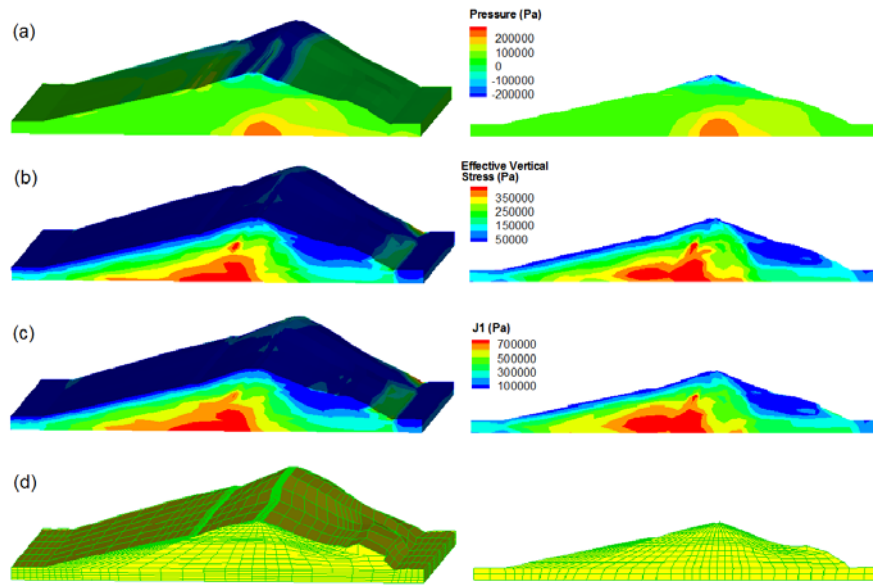 (a)
Pressure (Pa)
200000
100000
0
-100000
-200000
(b)
Effective Vertical
Stress (Pa)
350000
250000
150000
50000
(c)
J1 (Pa)
700000
500000
300000
100000
(d)